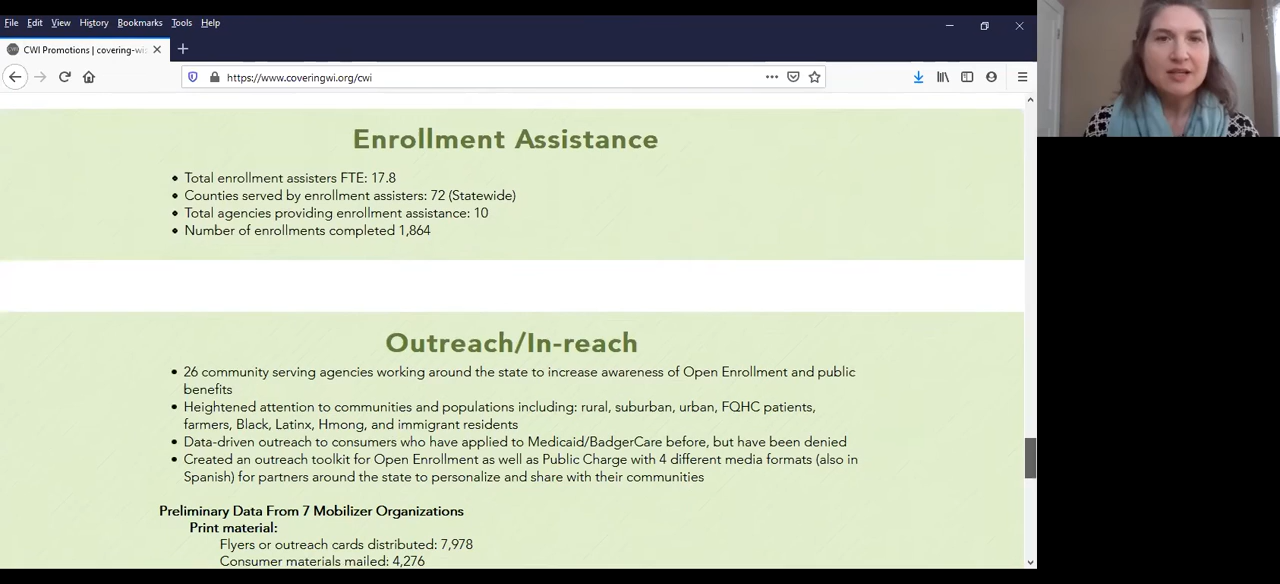 File Edit View History Bookmarks Tools Help
CWI Promotions | covering-wi
https://www.coveringwi.org/cwi
Enrollment Assistance
• Total enrollment assisters FTE: 17.8
• Counties served by enrollment assisters: 72 (Statewide)
• Total agencies providing enrollment assistance: 10
• Number of enrollments completed 1,864
Outreach/In-reach
• 26 community serving agencies working around the state to increase awareness of Open Enrollment and public
benefits
• Heightened attention to communities and populations including: rural, suburban, urban, FQHC patients,
farmers, Black, Latinx, Hmong, and immigrant residents
• Data-driven outreach to consumers who have applied to Medicaid/BadgerCare before, but have been denied
• Created an outreach toolkit for Open Enrollment as well as Public Charge with 4 different media formats (also in
Spanish) for partners around the state to personalize and share with their communities
Preliminary Data From 7 Mobilizer Organizations
Print material:
Flyers or outreach cards distributed: 7,978
Consumer materials mailed: 4,276